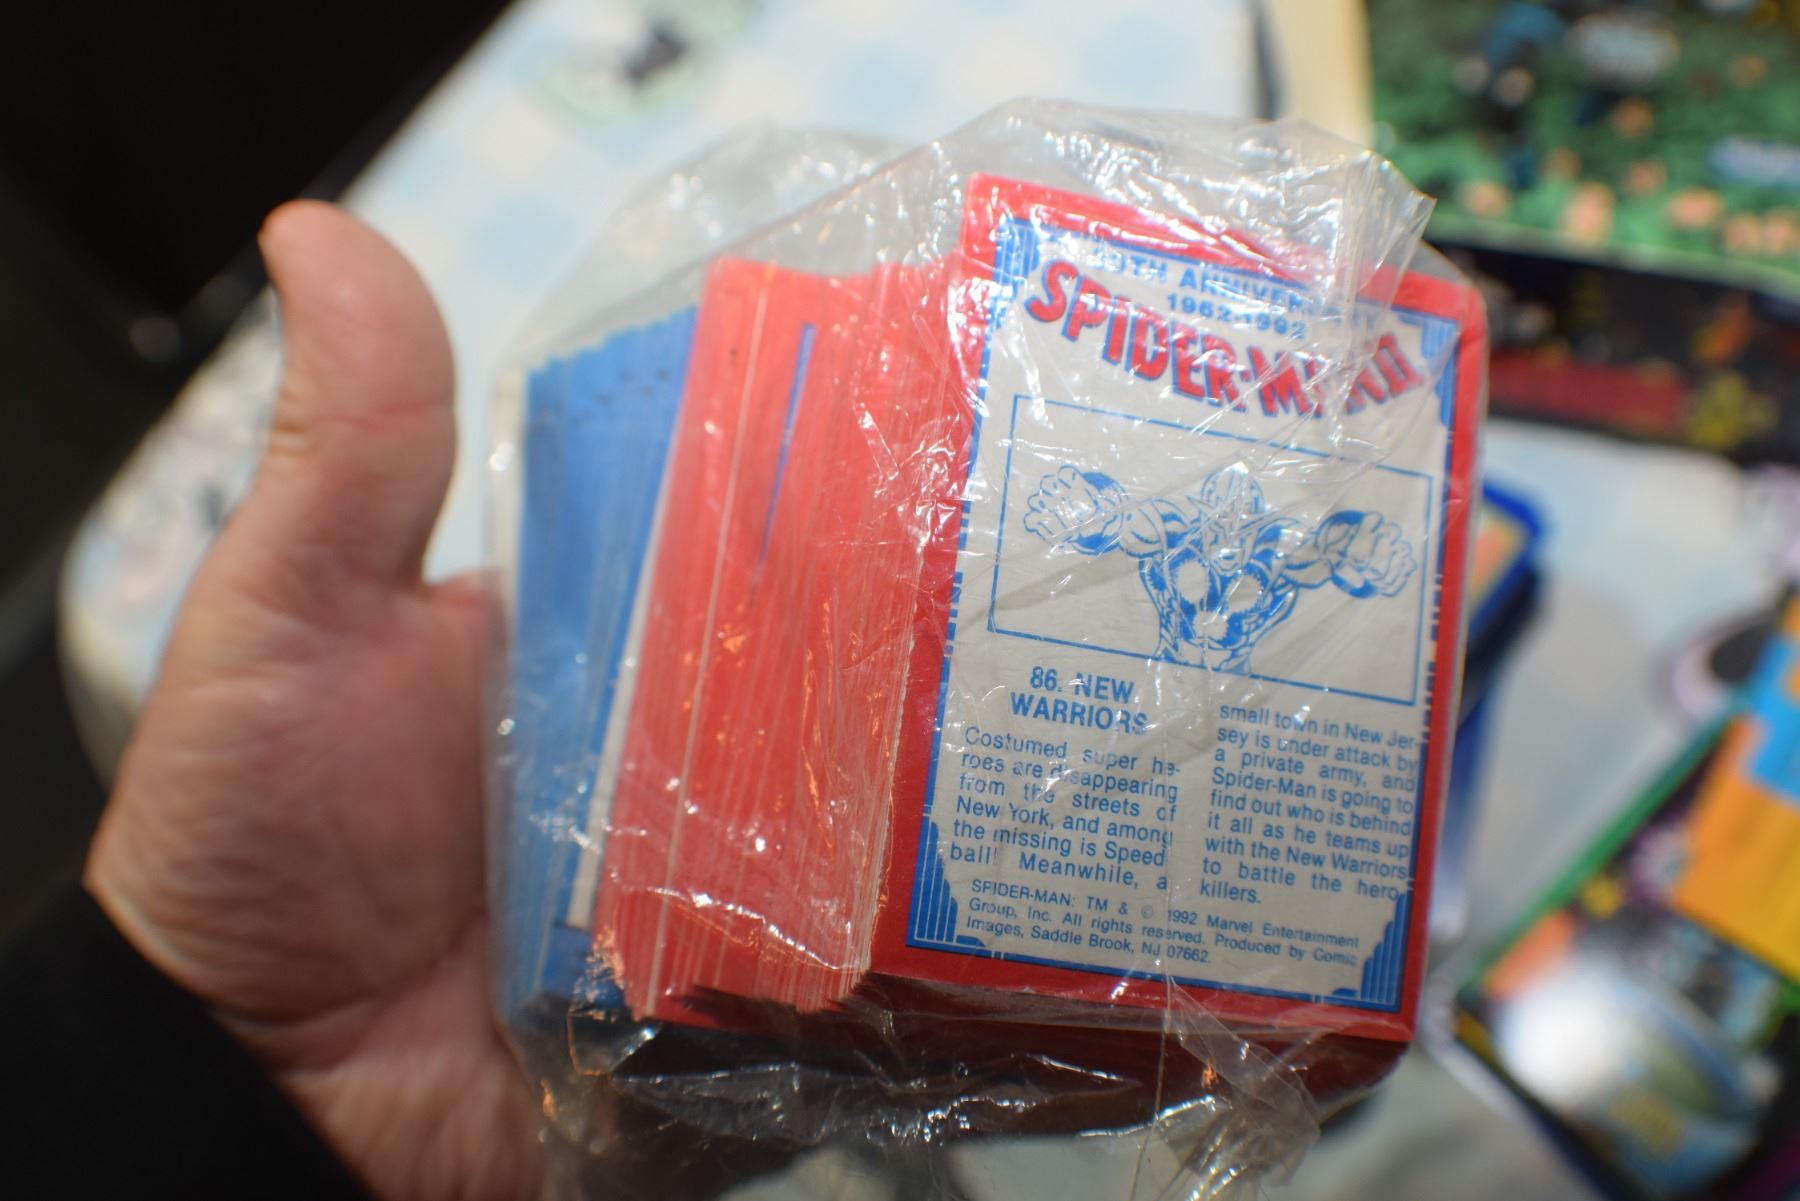 30TH ANNIVERSARY
1962-1992
SPIDER-MAN II
86. NEW
WARRIORS
Costumed super he-
roes are disappearing
from the streets of
New York, and among
the missing is Speed
ball! Meanwhile, a
small town in New Jer-
sey is under attack by
a private army, and
Spider-Man is going to
find out who is behind
it all as he teams up
with the New Warriors
to battle the hero
killers.
SPIDER-MAN: TM & © 1992 Marvel Entertainment
Group, Inc. All rights reserved. Produced by Comic
Images, Saddle Brook, NJ 07662.